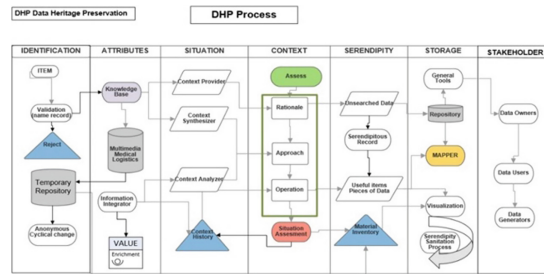 DHP Data Heritage Preservation
DHP Process
IDENTIFICATION
ATTRIBUTES
SITUATION
CONTEXT
SERENDIPITY
STORAGE
STAKEHOLDER
ITEM
Validation
(name record)
Reject
Temporary
Repository
Anonymous
Cyclical change
Knowledge
Base
Multimedia
Medical
Logistics
Information
Integrator
VALUE
Enrichment
Context Provider
Context
Synthesizer
Context Analyzer
Context
History
Assess
Rationale
Approach
Operation
Situation
Assesment
Unsearched Data
Serendipitous
Record
Useful items
Pieces of Data
Material
Inventory
General
Tools
Repository
MAPPER
Visualization
Serendipity
Sanitation
Process
Data Owners
Data Users
Data
Generators